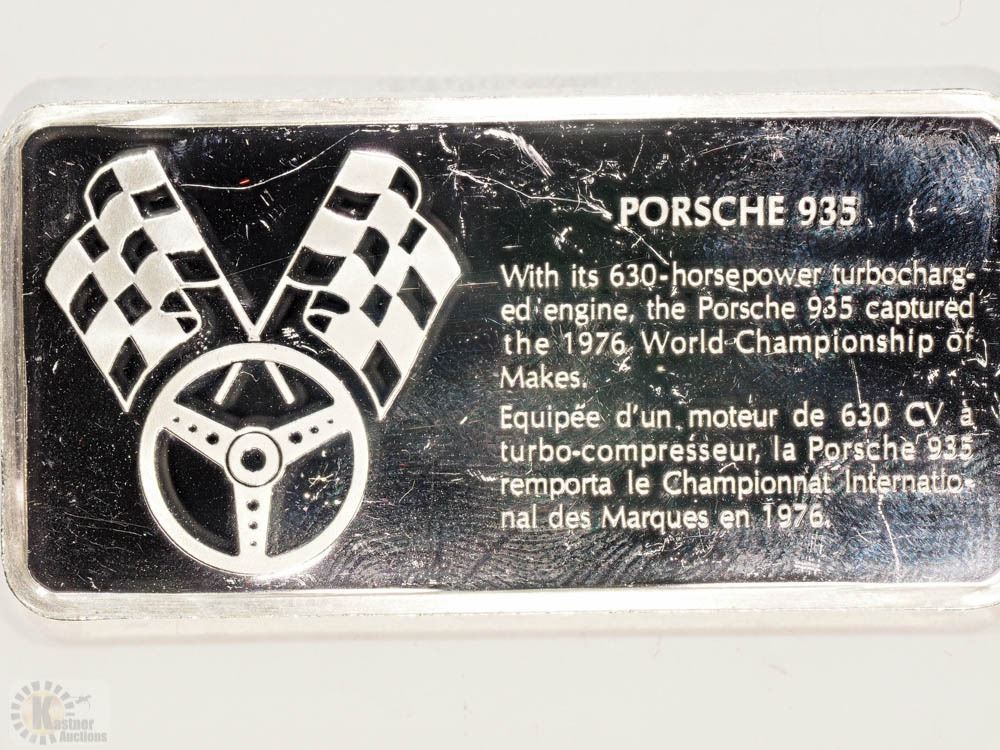 PORSCHE 935
With its 630-horsepower turbocharg-
ed engine, the Porsche 935 captured
the 1976 World Championship of
Makes.
Equipée d'un moteur de 630 CV à
turbo-compresseur, la Porsche 935
remporta le Championnat Internatio-
nal des Marques en 1976.
Kastner
Auctions